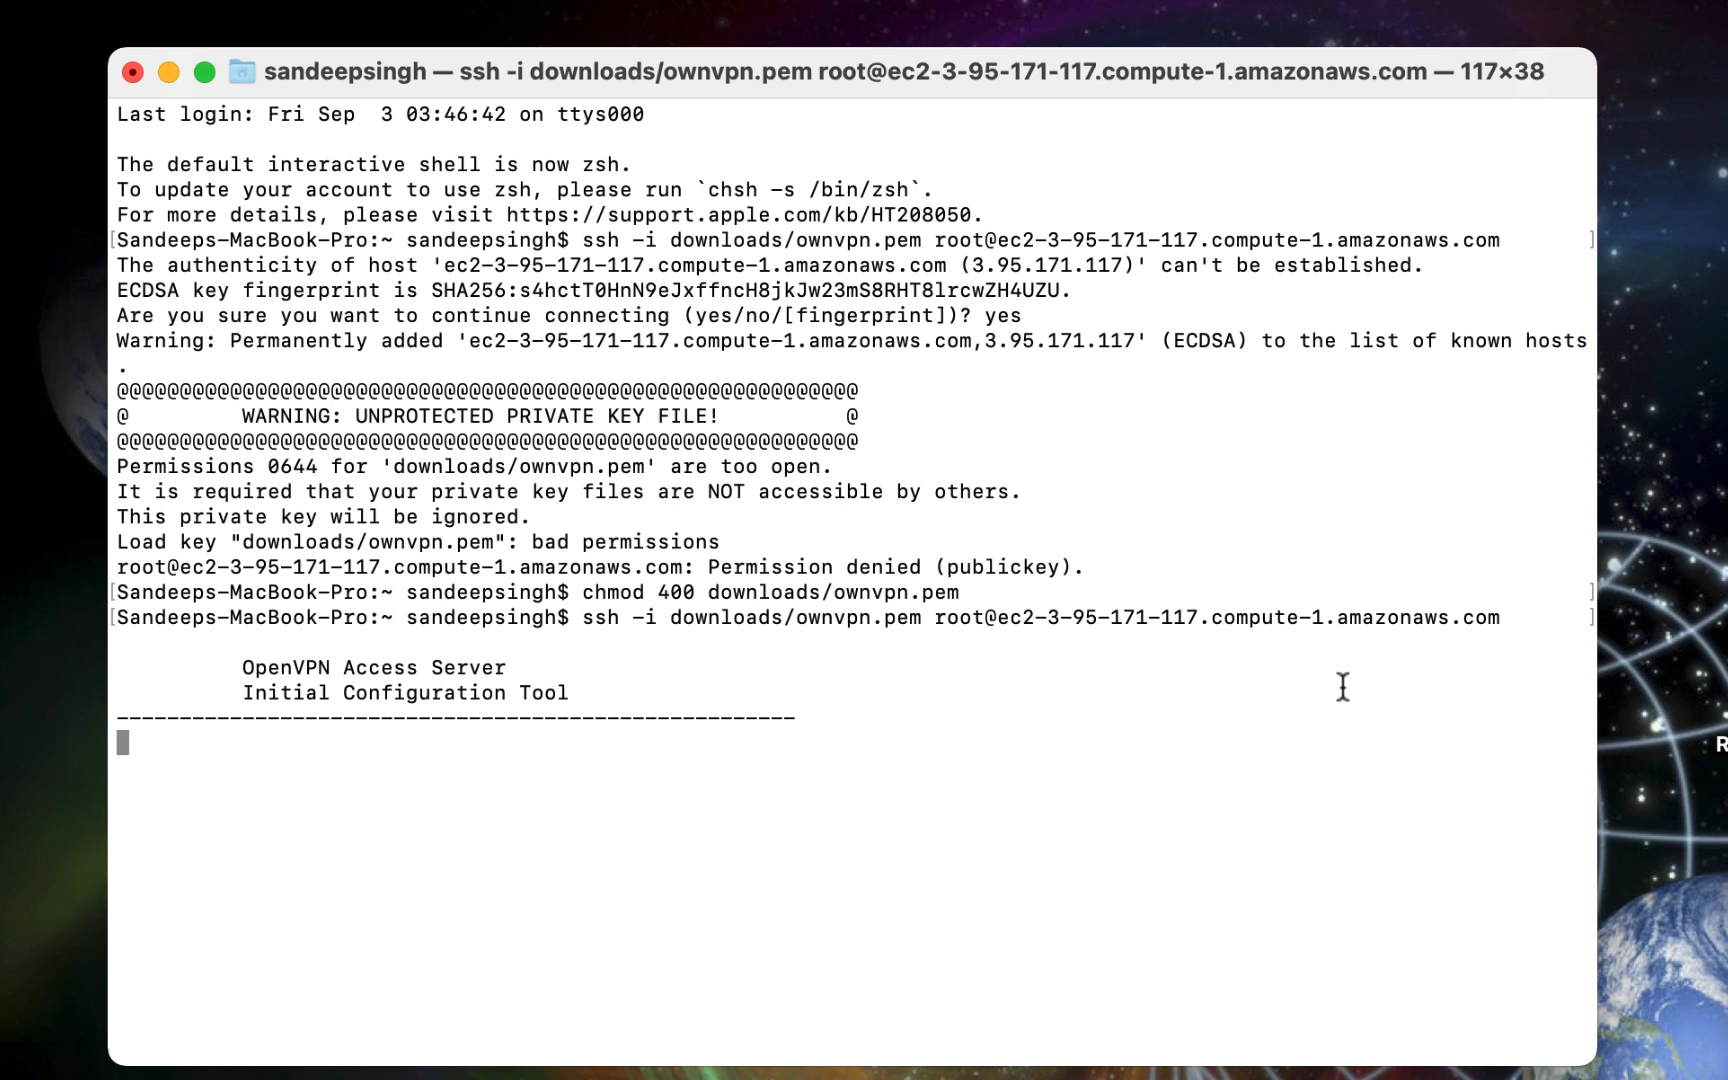 sandeepsingh — ssh -i downloads/ownvpn.pem root@ec2-3-95-171-117.compute-1.amazonaws.com — 117×38
Last login: Fri Sep  3 03:46:42 on ttys000
The default interactive shell is now zsh.
To update your account to use zsh, please run `chsh -s /bin/zsh`.
For more details, please visit https://support.apple.com/kb/HT208050.
[Sandeeps-MacBook-Pro:~ sandeepsingh$ ssh -i downloads/ownvpn.pem root@ec2-3-95-171-117.compute-1.amazonaws.com ]
The authenticity of host 'ec2-3-95-171-117.compute-1.amazonaws.com (3.95.171.117)' can't be established.
ECDSA key fingerprint is SHA256:s4hctT0HnN9eJxffncH8jkJw23mS8RHT8lrcwZH4UZU.
Are you sure you want to continue connecting (yes/no/[fingerprint])? yes
Warning: Permanently added 'ec2-3-95-171-117.compute-1.amazonaws.com,3.95.171.117' (ECDSA) to the list of known hosts
.
@@@@@@@@@@@@@@@@@@@@@@@@@@@@@@@@@@@@@@@@@@@@@@@@@@@@@@@@@@@
@         WARNING: UNPROTECTED PRIVATE KEY FILE!          @
@@@@@@@@@@@@@@@@@@@@@@@@@@@@@@@@@@@@@@@@@@@@@@@@@@@@@@@@@@@
Permissions 0644 for 'downloads/ownvpn.pem' are too open.
It is required that your private key files are NOT accessible by others.
This private key will be ignored.
Load key "downloads/ownvpn.pem": bad permissions
root@ec2-3-95-171-117.compute-1.amazonaws.com: Permission denied (publickey).
[Sandeeps-MacBook-Pro:~ sandeepsingh$ chmod 400 downloads/ownvpn.pem ]
[Sandeeps-MacBook-Pro:~ sandeepsingh$ ssh -i downloads/ownvpn.pem root@ec2-3-95-171-117.compute-1.amazonaws.com ]
OpenVPN Access Server
Initial Configuration Tool
------------------------------------------------------
R